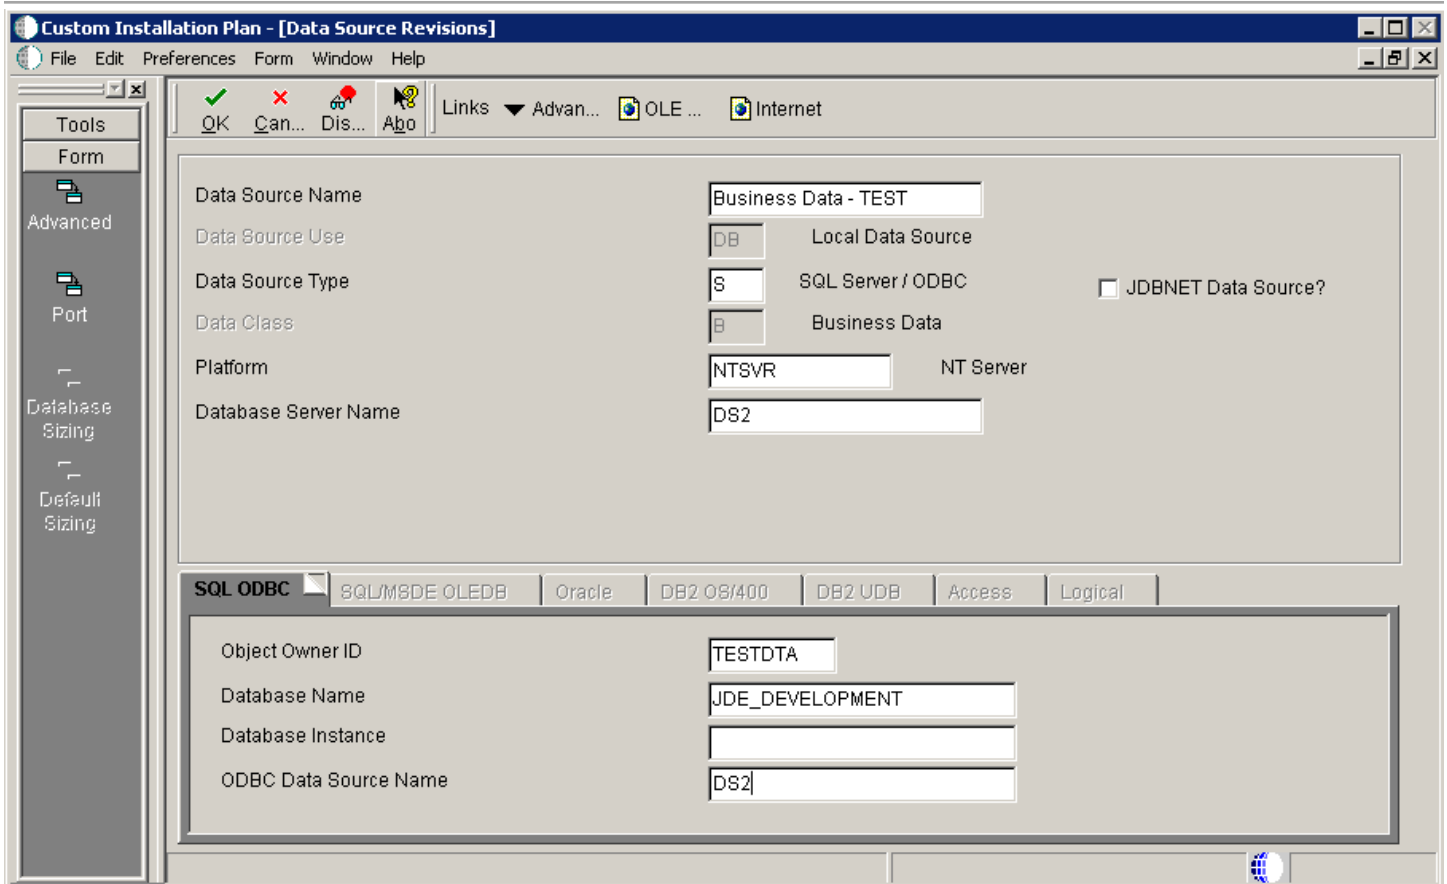 Custom Installation Plan - [Data Source Revisions]
File Edit Preferences Form Window Help
Tools
Form
Advanced
Port
Database
Sizing
Default
Sizing
OK Can... Dis... Abo Links Advan... OLE ... Internet
Data Source Name Business Data - TEST
Data Source Use DB Local Data Source
Data Source Type S SQL Server / ODBC JDBNET Data Source?
Data Class B Business Data
Platform NTSVR NT Server
Database Server Name DS2
SQL ODBC SQL/MSDE OLEDB Oracle DB2 OS/400 DB2 UDB Access Logical
Object Owner ID TESTDTA
Database Name JDE_DEVELOPMENT
Database Instance
ODBC Data Source Name DS2